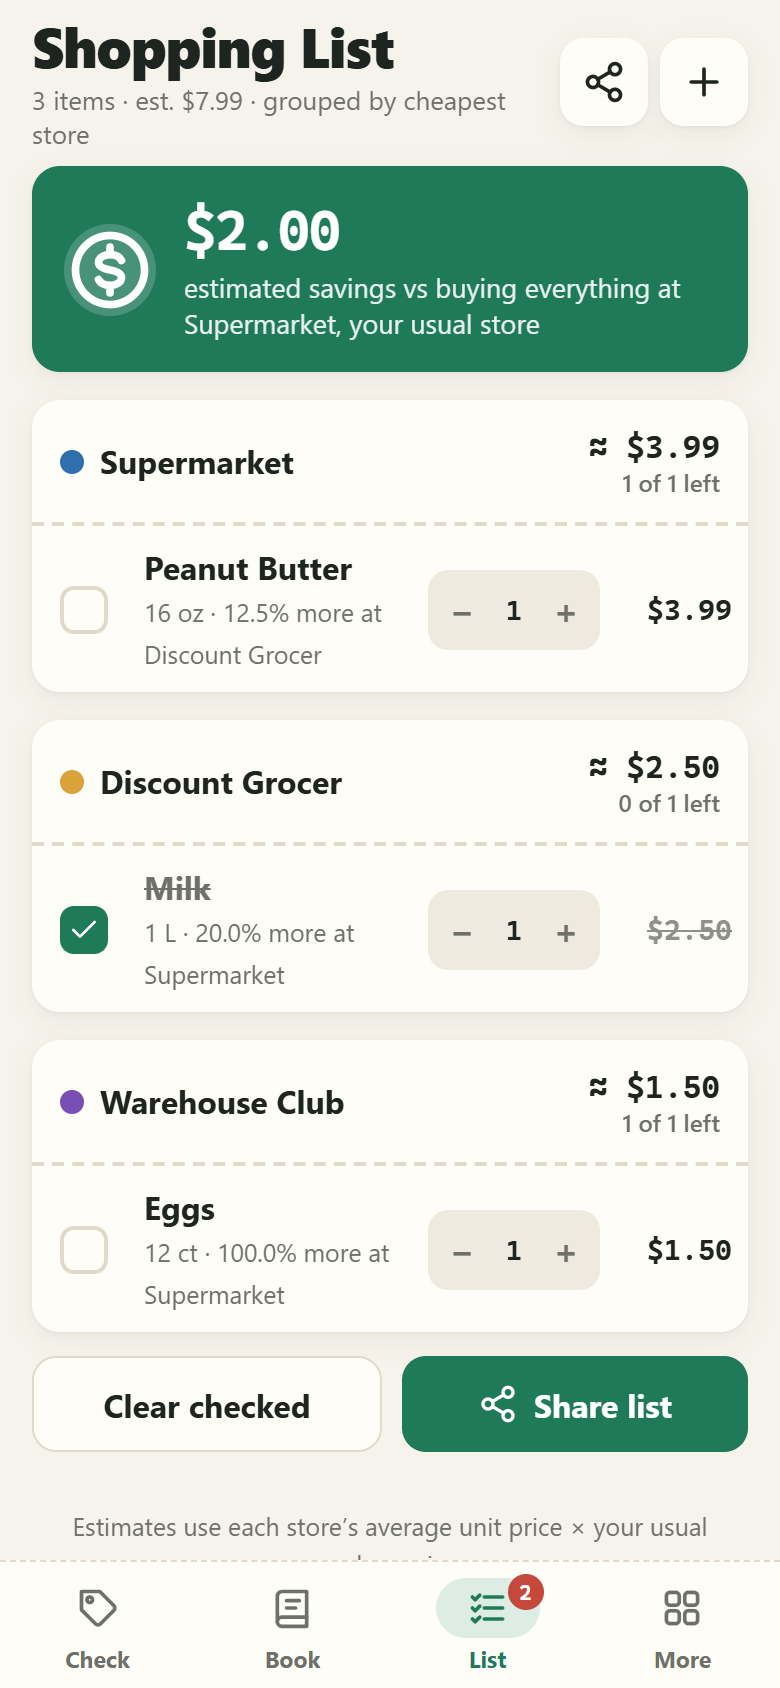 Shopping List
3 items · est. $7.99 · grouped by cheapest
store
$2.00
estimated savings vs buying everything at
Supermarket, your usual store
Supermarket
≈ $3.99
1 of 1 left
Peanut Butter
16 oz · 12.5% more at
Discount Grocer
− 1 +
$3.99
Discount Grocer
≈ $2.50
0 of 1 left
Milk
1 L · 20.0% more at
Supermarket
− 1 +
$2.50
Warehouse Club
≈ $1.50
1 of 1 left
Eggs
12 ct · 100.0% more at
Supermarket
− 1 +
$1.50
Clear checked
Share list
Estimates use each store’s average unit price × your usual
Check
Book
List
2
More